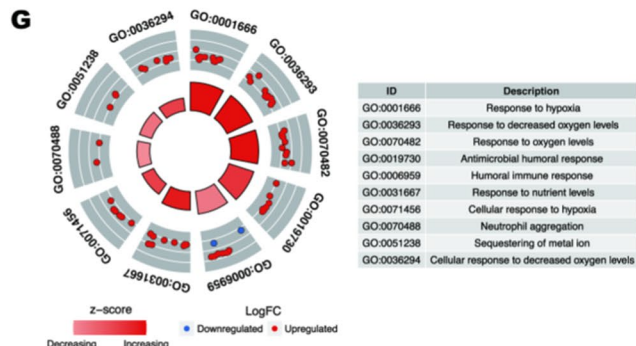 G
GO:0036294
GO:0001666
GO:0051238
GO:0036293
GO:0070488
GO:0070482
GO:0071456
GO:0019730
GO:0031667
GO:0006959
z-score
Decreasing Increasing
LogFC
Downregulated Upregulated
ID Description
GO:0001666 Response to hypoxia
GO:0036293 Response to decreased oxygen levels
GO:0070482 Response to oxygen levels
GO:0019730 Antimicrobial humoral response
GO:0006959 Humoral immune response
GO:0031667 Response to nutrient levels
GO:0071456 Cellular response to hypoxia
GO:0070488 Neutrophil aggregation
GO:0051238 Sequestering of metal ion
GO:0036294 Cellular response to decreased oxygen levels